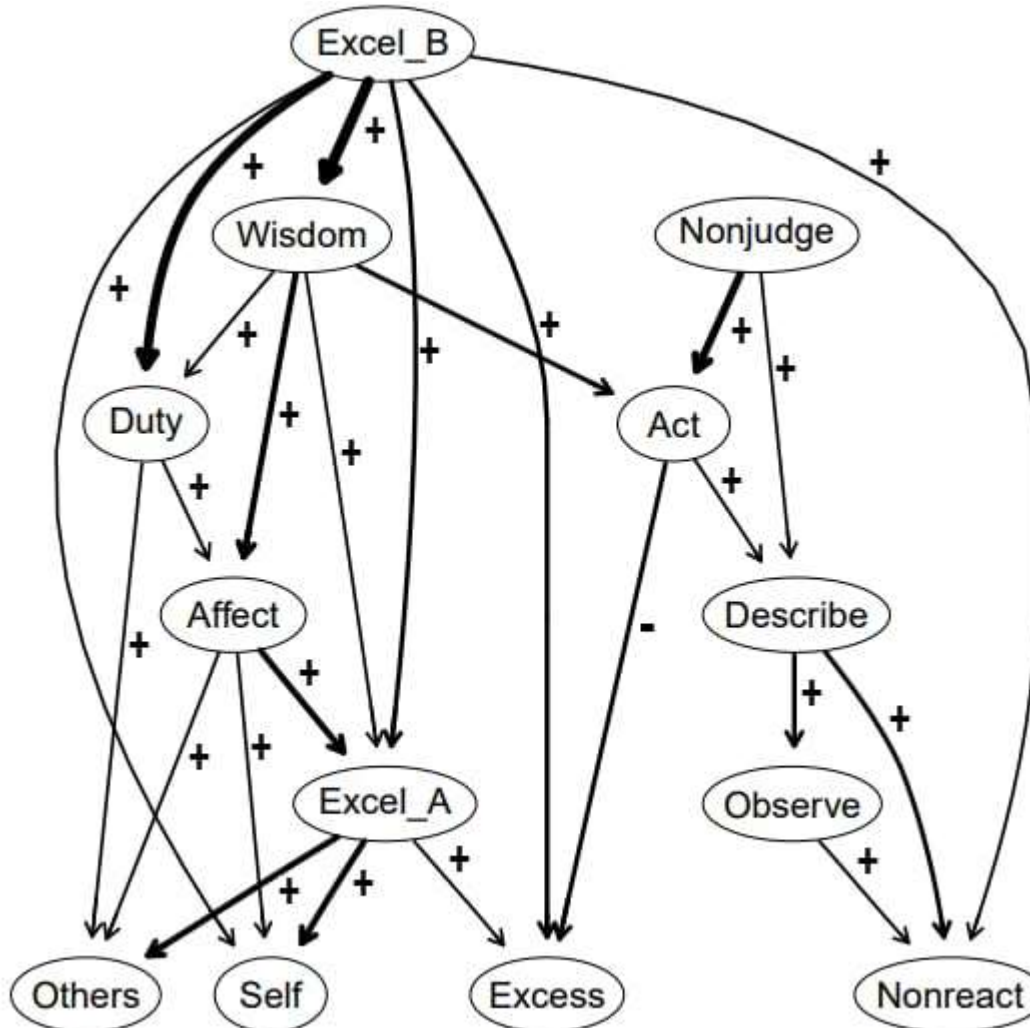 Excel_B
+
+
+
Wisdom
Nonjudge
+
+
+
+
+
+
+
+
+
Duty
Act
+
+
Affect
Describe
+
-
+
+
+
+
+
Excel_A
Observe
+
+
+
+
Others
Self
Excess
Nonreact